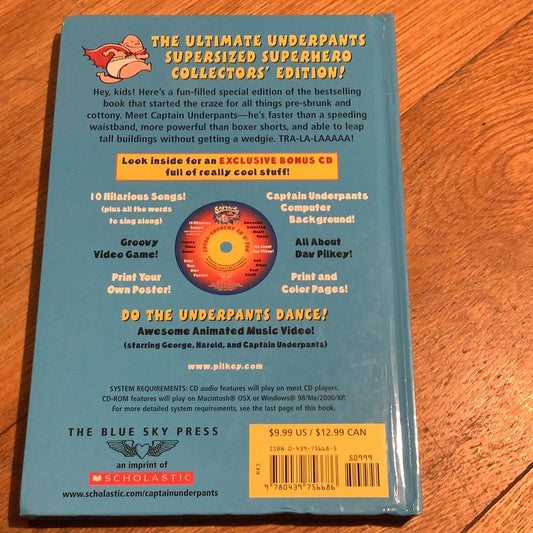 THE ULTIMATE UNDERPANTS
SUPERSIZED SUPERHERO
COLLECTORS' EDITION!
Hey, kids! Here's a fun-filled special edition of the bestselling
book that started the craze for all things pre-shrunk and
cottony. Meet Captain Underpants—he's faster than a speeding
waistband, more powerful than boxer shorts, and able to leap
tall buildings without getting a wedgie. TRA-LA-LAAAAA!
Look inside for an EXCLUSIVE BONUS CD
full of really cool stuff!
10 Hilarious Songs!
(plus all the words
to sing along)
Groovy
Video Game!
Print Your
Own Poster!
Captain Underpants
Computer
Background!
All About
Dav Pilkey!
Print and
Color Pages!
DO THE UNDERPANTS DANCE!
Awesome Animated Music Video!
(starring George, Harold, and Captain Underpants)
www.pilkey.com
SYSTEM REQUIREMENTS: CD audio features will play on most CD players.
CD-ROM features will play on Macintosh® OSX or Windows® 98/Me/2000/XP.
For more detailed system requirements, see the last page of this book.
THE BLUE SKY PRESS
an imprint of
SCHOLASTIC
www.scholastic.com/captainunderpants
$9.99 US / $12.99 CAN
ISBN 0-439-75668-5
50999
CAN
9 780439 756686